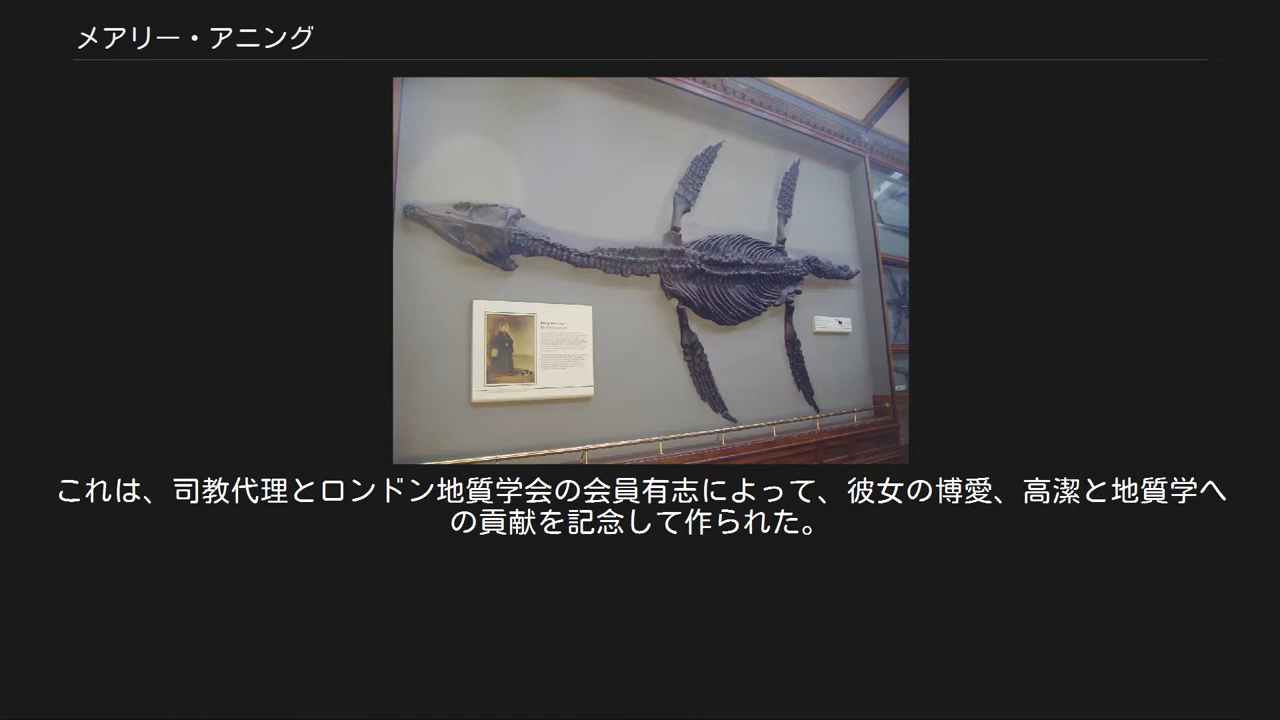 メアリー・アニング
これは、司教代理とロンドン地質学会の会員有志によって、彼女の博愛、高潔と地質学へ
の貢献を記念して作られた。